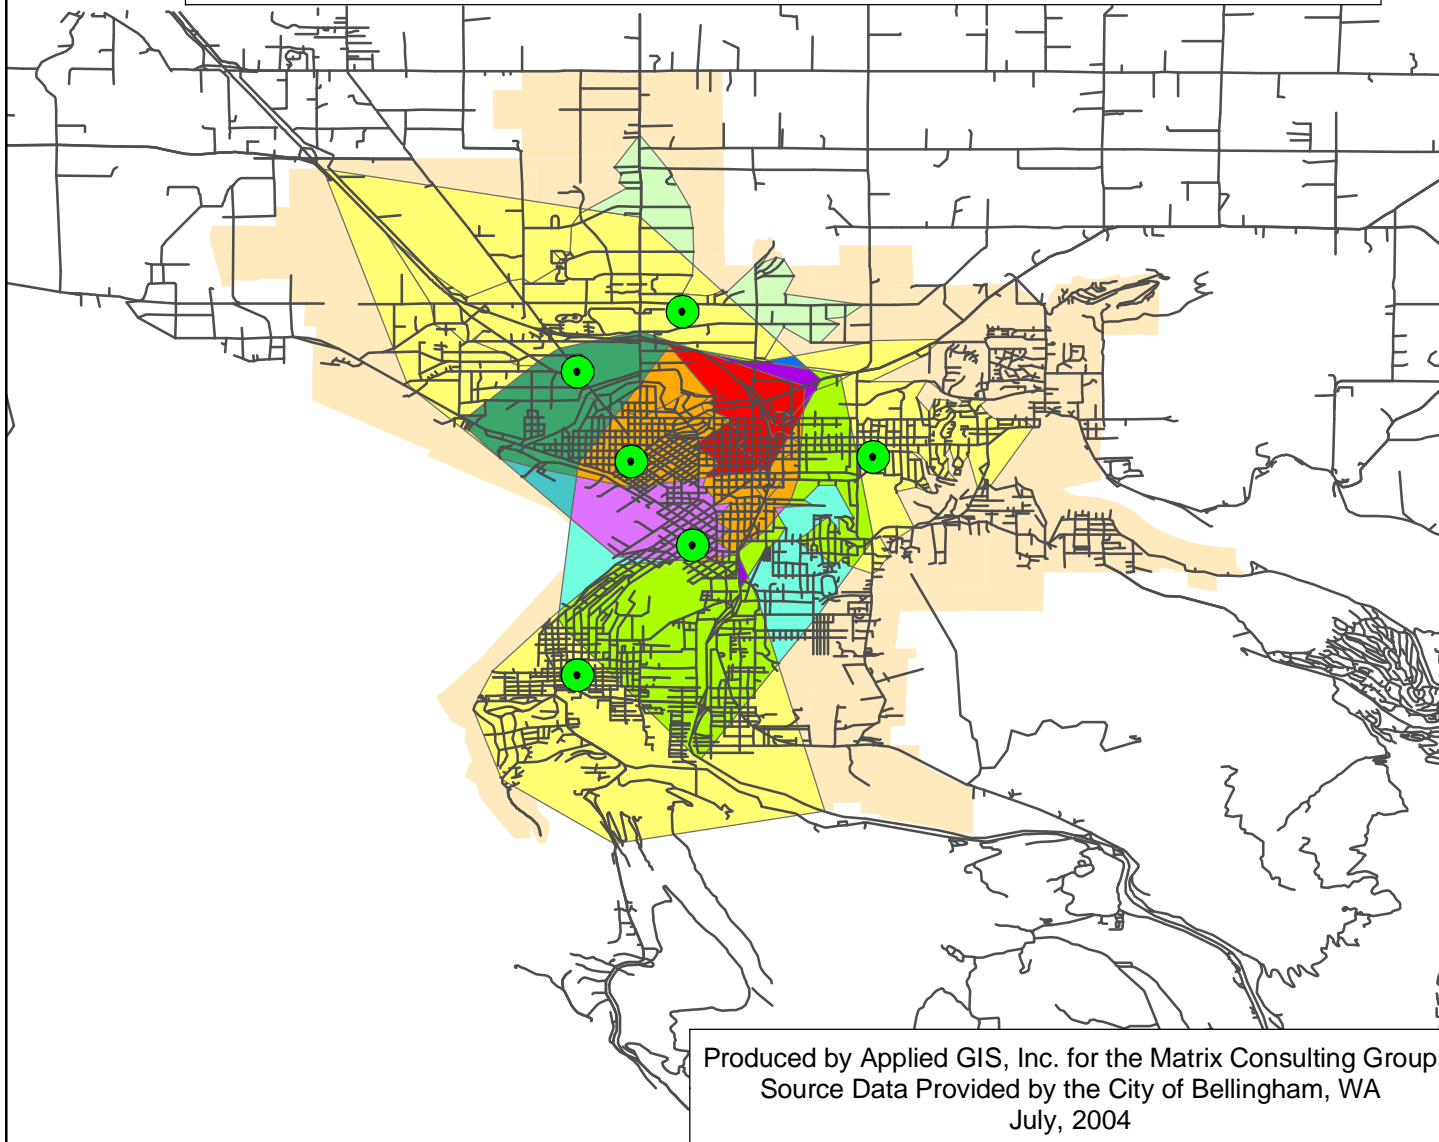 Produced by Applied GIS, Inc. for the Matrix Consulting Group
Source Data Provided by the City of Bellingham, WA
July, 2004